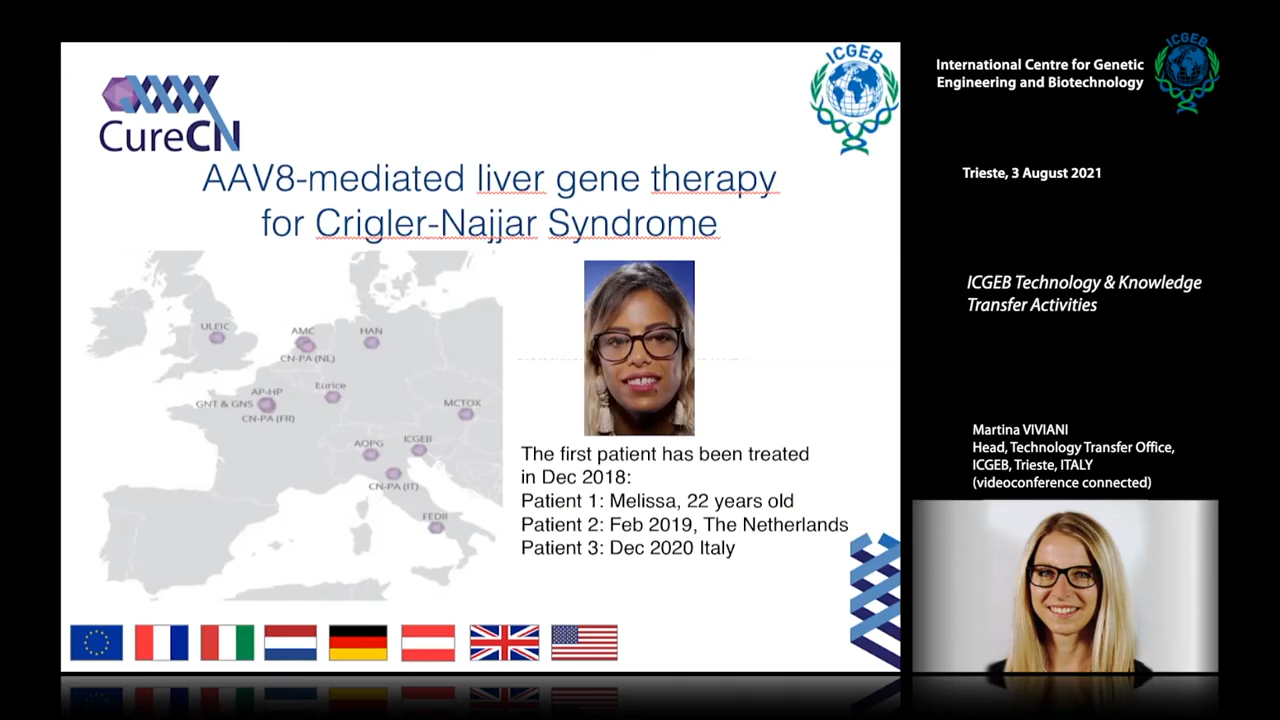 CureCN
ICGEB
AAV8-mediated liver gene therapy
for Crigler-Najjar Syndrome
ULEIC
AMC
CN-PA (NL)
HAN
AP-HP
GNT & GNS
CN-PA (FR)
Eurice
MCTOX
AOPG
ICGEB
CN-PA (IT)
FEDII
The first patient has been treated
in Dec 2018:
Patient 1: Melissa, 22 years old
Patient 2: Feb 2019, The Netherlands
Patient 3: Dec 2020 Italy
International Centre for Genetic
Engineering and Biotechnology
ICGEB
Trieste, 3 August 2021
ICGEB Technology & Knowledge
Transfer Activities
Martina VIVIANI
Head, Technology Transfer Office,
ICGEB, Trieste, ITALY
(videoconference connected)